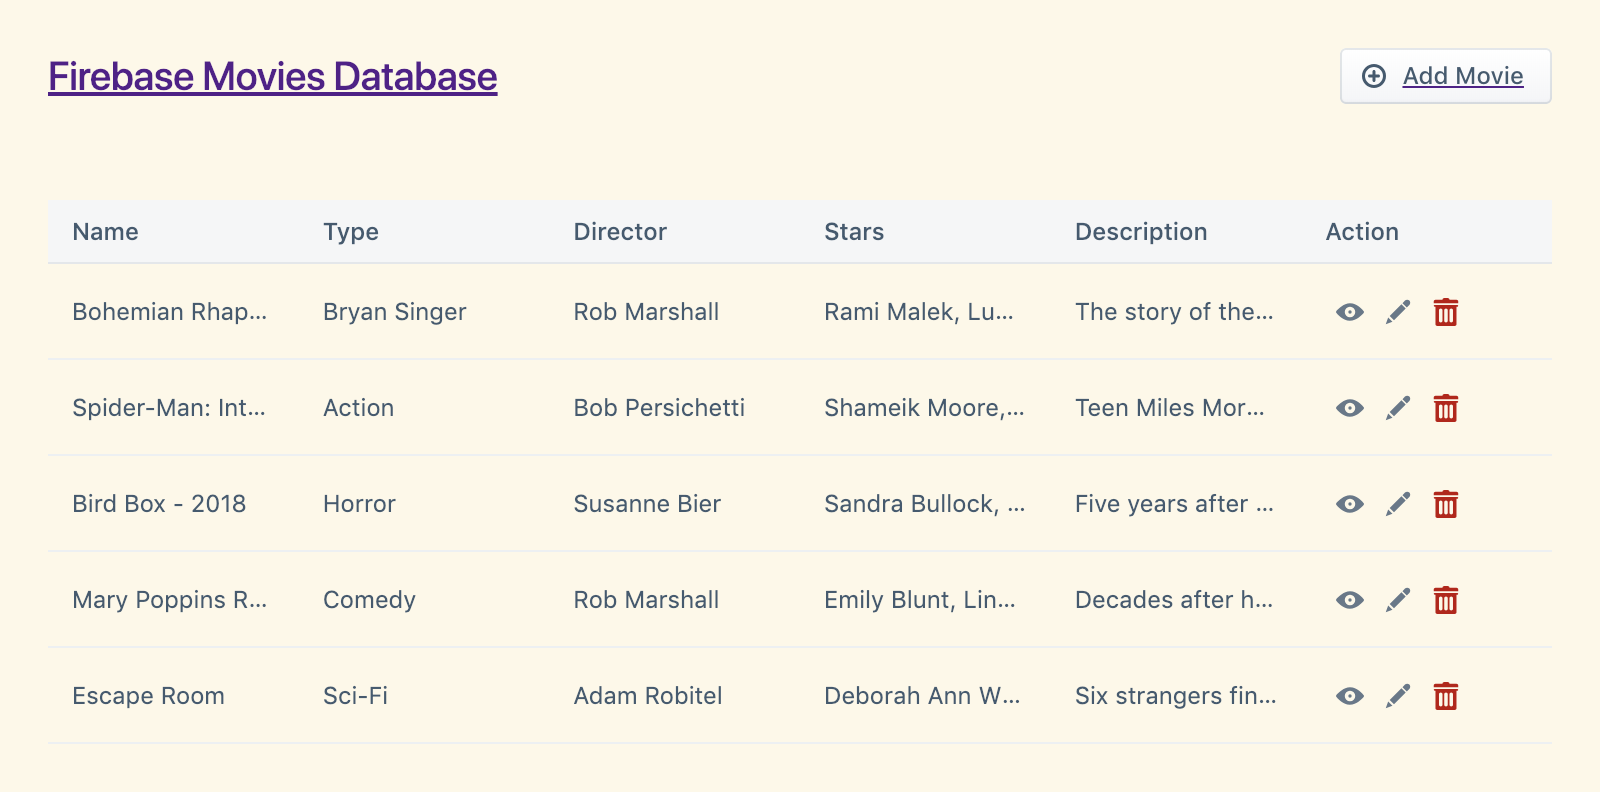 Firebase Movies Database
Add Movie
Name Type Director Stars Description Action
Bohemian Rhap... Bryan Singer Rob Marshall Rami Malek, Lu... The story of the...
Spider-Man: Int... Action Bob Persichetti Shameik Moore,... Teen Miles Mor...
Bird Box - 2018 Horror Susanne Bier Sandra Bullock, ... Five years after ...
Mary Poppins R... Comedy Rob Marshall Emily Blunt, Lin... Decades after h...
Escape Room Sci-Fi Adam Robitel Deborah Ann W... Six strangers fin...